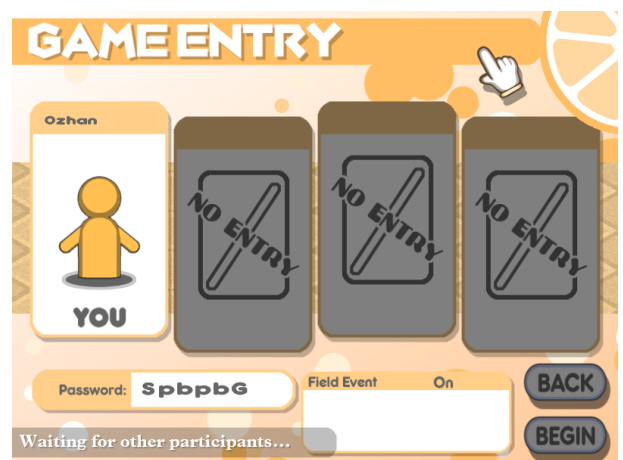 GAME ENTRY
Ozhan
YOU
NO ENTRY
NO ENTRY
NO ENTRY
Password: SpbpbG
Field Event On
BACK
BEGIN
Waiting for other participants...